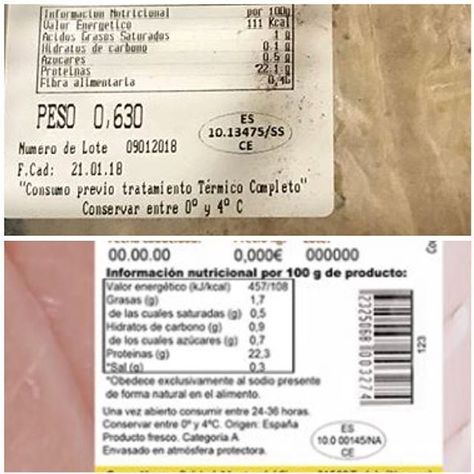 Informacion Nutricional por 100g
Valor Energetico 111 Kcal
Acidos Grasos Saturados 1 g
Hidratos de carbono 0.1 g
Azucares 0.5 g
Proteinas 22.1 g
Fibra alimentaria
PESO 0,630
ES
10.13475/SS
CE
Numero de Lote 09012018
F.Cad: 21.01.18
"Consumo previo tratamiento Térmico Completo"
Conservar entre 0º y 4º C
00.00.00 0,000€ 000000
Información nutricional por 100 g de producto:
Valor energético (kJ/kcal) 457/108
Grasas (g) 1,7
de las cuales saturadas (g) 0,5
Hidratos de carbono (g) 0,9
de los cuales azúcares (g) 0,7
Proteinas (g) 22,3
*Sal (g) 0,3
*Obedece exclusivamente al sodio presente
de forma natural en el alimento.
Una vez abierto consumir entre 24-36 horas.
Conservar entre 0º y 4ºC. Origen: España
Producto fresco. Categoría A
Envasado en atmósfera protectora.
ES
10.0 00145/NA
CE
123